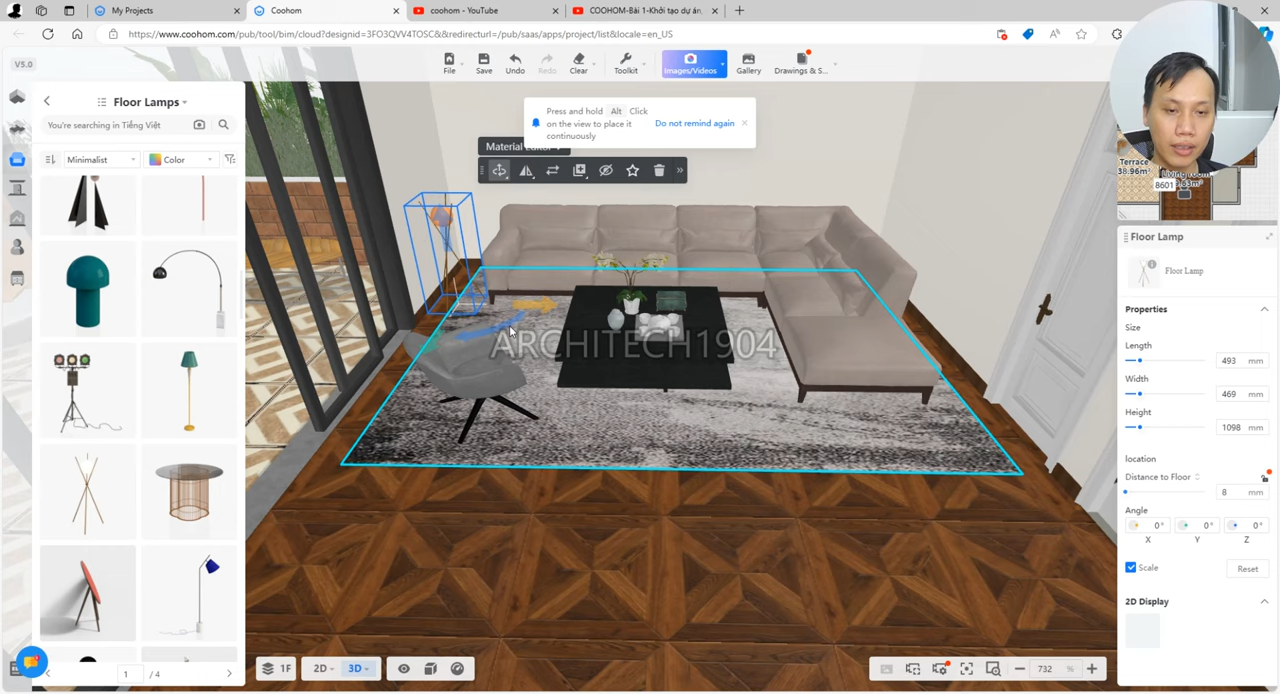 My Projects
Coohom
coohom - YouTube
COOHOM-Bài 1-Khởi tạo dự án,
https://www.coohom.com/pub/tool/bim/cloud?designid=3FO3QVV4TOSC&&redirecturl=/pub/saas/apps/project/list&locale=en_US
V5.0
File
Save
Undo
Redo
Clear
Toolkit
Images/Videos
Gallery
Drawings & S...
Floor Lamps
You're searching in Tiếng Việt
Minimalist
Color
Press and hold Alt Click
on the view to place it
continuously
Do not remind again
Material Editor
ARCHITECH1904
Terrace
38.96m²
Living room
8601
Floor Lamp
Floor Lamp
Properties
Size
Length
493 mm
Width
469 mm
Height
1098 mm
location
Distance to Floor
8 mm
Angle
0° 0° 0°
X Y Z
Scale
Reset
2D Display
1 / 4
1F
2D
3D
732 %